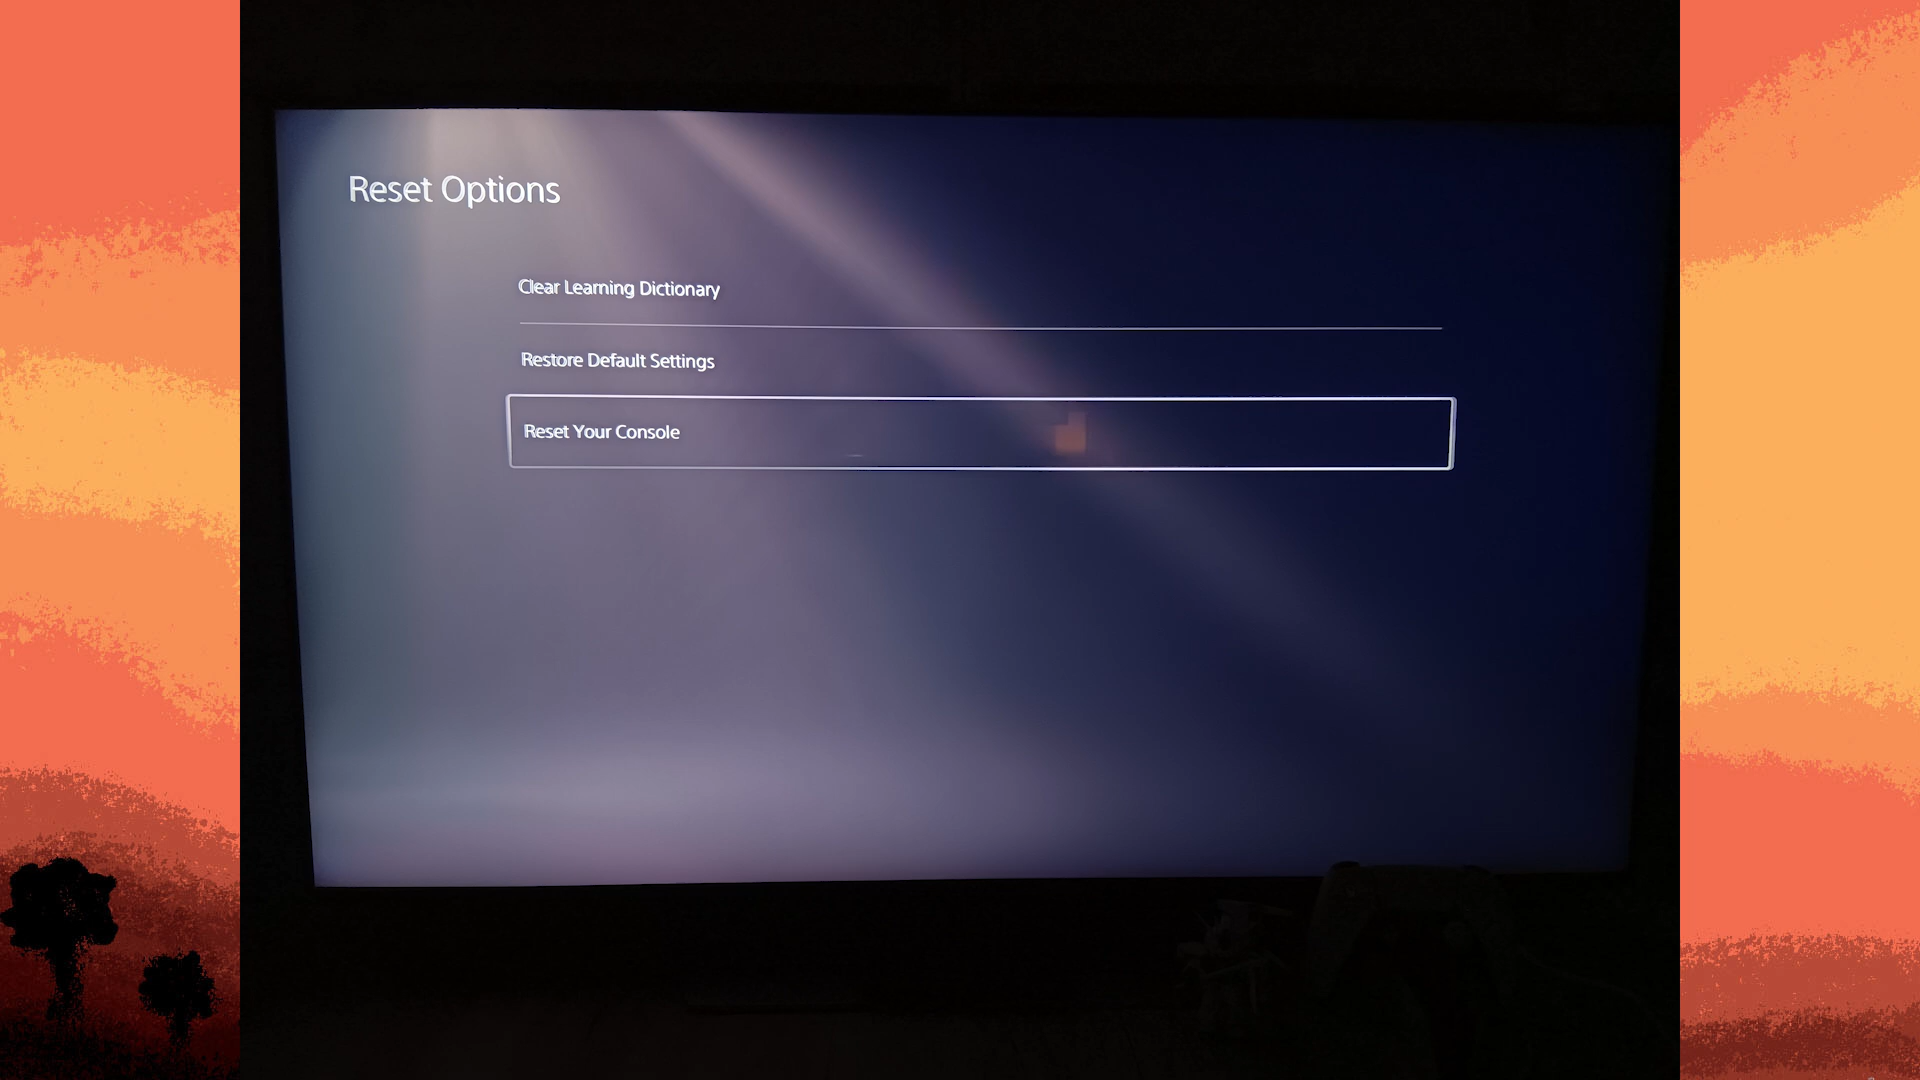 Reset Options
Clear Learning Dictionary
Restore Default Settings
Reset Your Console